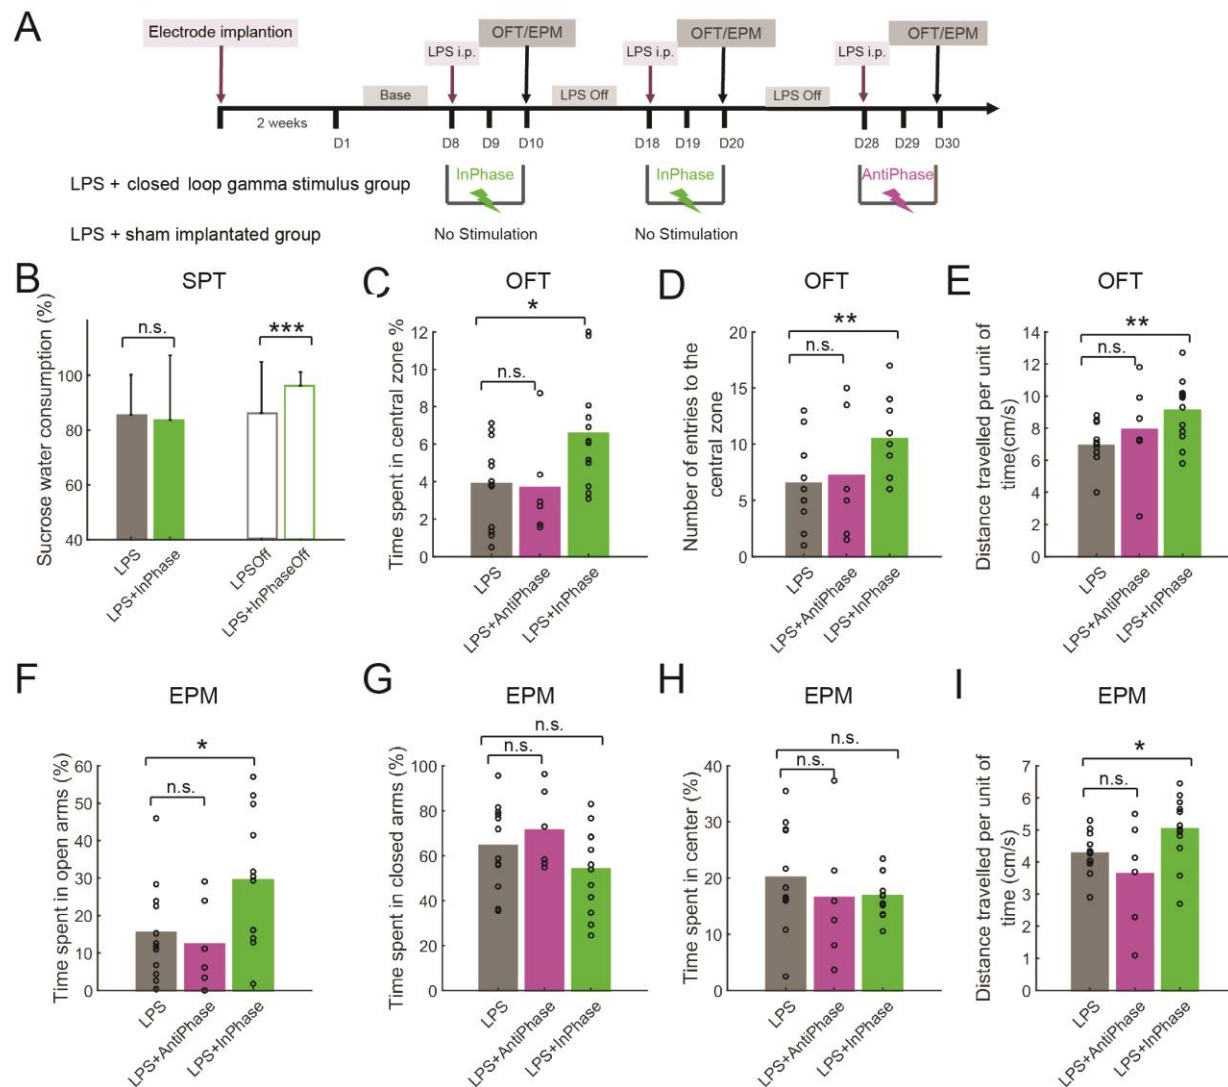 A
Electrode implantion
LPS i.p.
OFT/EPM
LPS i.p.
OFT/EPM
LPS i.p.
OFT/EPM
Base
LPS Off
LPS Off
2 weeks
D1
D8
D9
D10
D18
D19
D20
D28
D29
D30
LPS + closed loop gamma stimulus group
InPhase
InPhase
AntiPhase
LPS + sham implantated group
No Stimulation
No Stimulation
B
SPT
Sucrose water consumption (%)
n.s.
***
100
80
60
40
LPS
LPS+InPhase
LPSOff
LPS+InPhaseOff
C
OFT
Time spent in central zone %
*
n.s.
12
10
8
6
4
2
0
LPS
LPS+AntiPhase
LPS+InPhase
D
OFT
Number of entries to the
central zone
**
n.s.
20
15
10
5
0
LPS
LPS+AntiPhase
LPS+InPhase
E
OFT
Distance travelled per unit of
time(cm/s)
**
n.s.
14
12
10
8
6
4
2
0
LPS
LPS+AntiPhase
LPS+InPhase
F
EPM
Time spent in open arms (%)
*
n.s.
60
50
40
30
20
10
0
LPS
LPS+AntiPhase
LPS+InPhase
G
EPM
Time spent in closed arms (%)
n.s.
n.s.
100
80
60
40
20
0
LPS
LPS+AntiPhase
LPS+InPhase
H
EPM
Time spent in center (%)
n.s.
n.s.
40
30
20
10
0
LPS
LPS+AntiPhase
LPS+InPhase
I
EPM
Distance travelled per unit of
time (cm/s)
*
n.s.
7
6
5
4
3
2
1
0
LPS
LPS+AntiPhase
LPS+InPhase